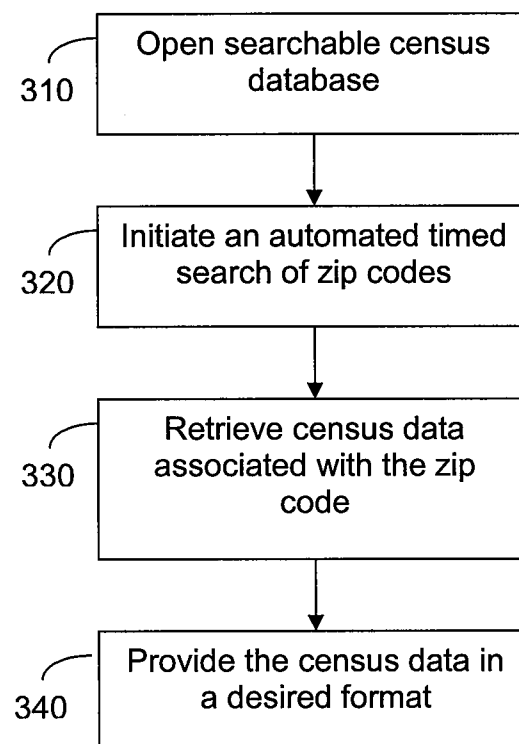 Open searchable census
database
310
Initiate an automated timed
search of zip codes
320
Retrieve census data
associated with the zip
code
330
Provide the census data in
a desired format
340